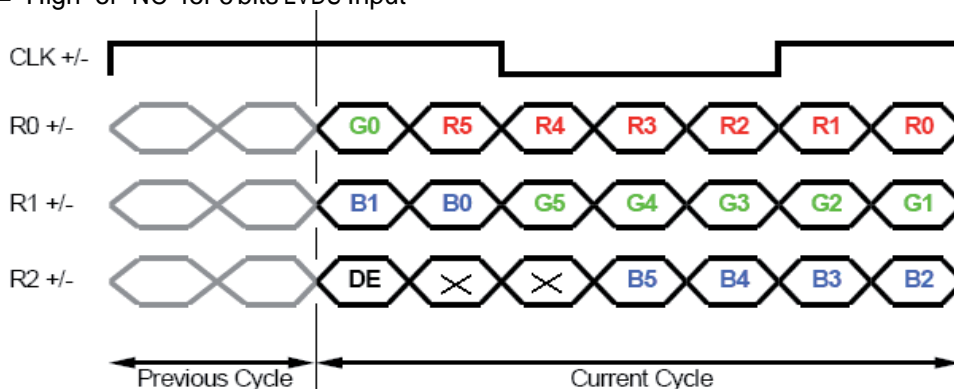 CLK +/-
R0 +/- G0 R5 R4 R3 R2 R1 R0
R1 +/- B1 B0 G5 G4 G3 G2 G1
R2 +/- DE B5 B4 B3 B2
Previous Cycle Current Cycle